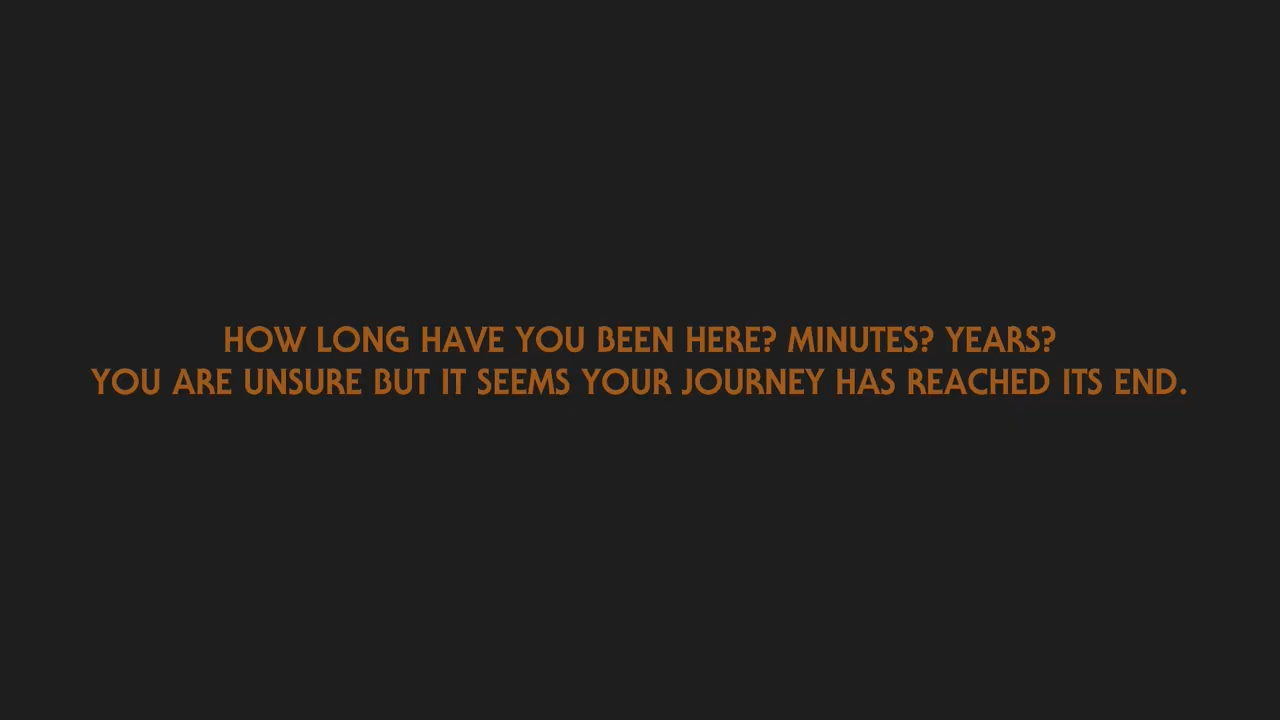 HOW LONG HAVE YOU BEEN HERE? MINUTES? YEARS?
YOU ARE UNSURE BUT IT SEEMS YOUR JOURNEY HAS REACHED ITS END.